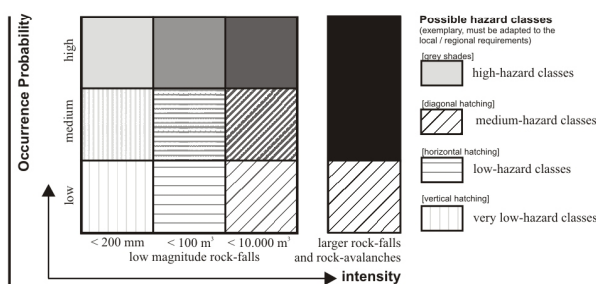 Occurrence Probability
high
medium
low
< 200 mm
< 100 m³
< 10.000 m³
low magnitude rock-falls
larger rock-falls
and rock-avalanches
intensity
Possible hazard classes
(exemplary, must be adapted to the
local / regional requirements)
[grey shades]
high-hazard classes
[diagonal hatching]
medium-hazard classes
[horizontal hatching]
low-hazard classes
[vertical hatching]
very low-hazard classes